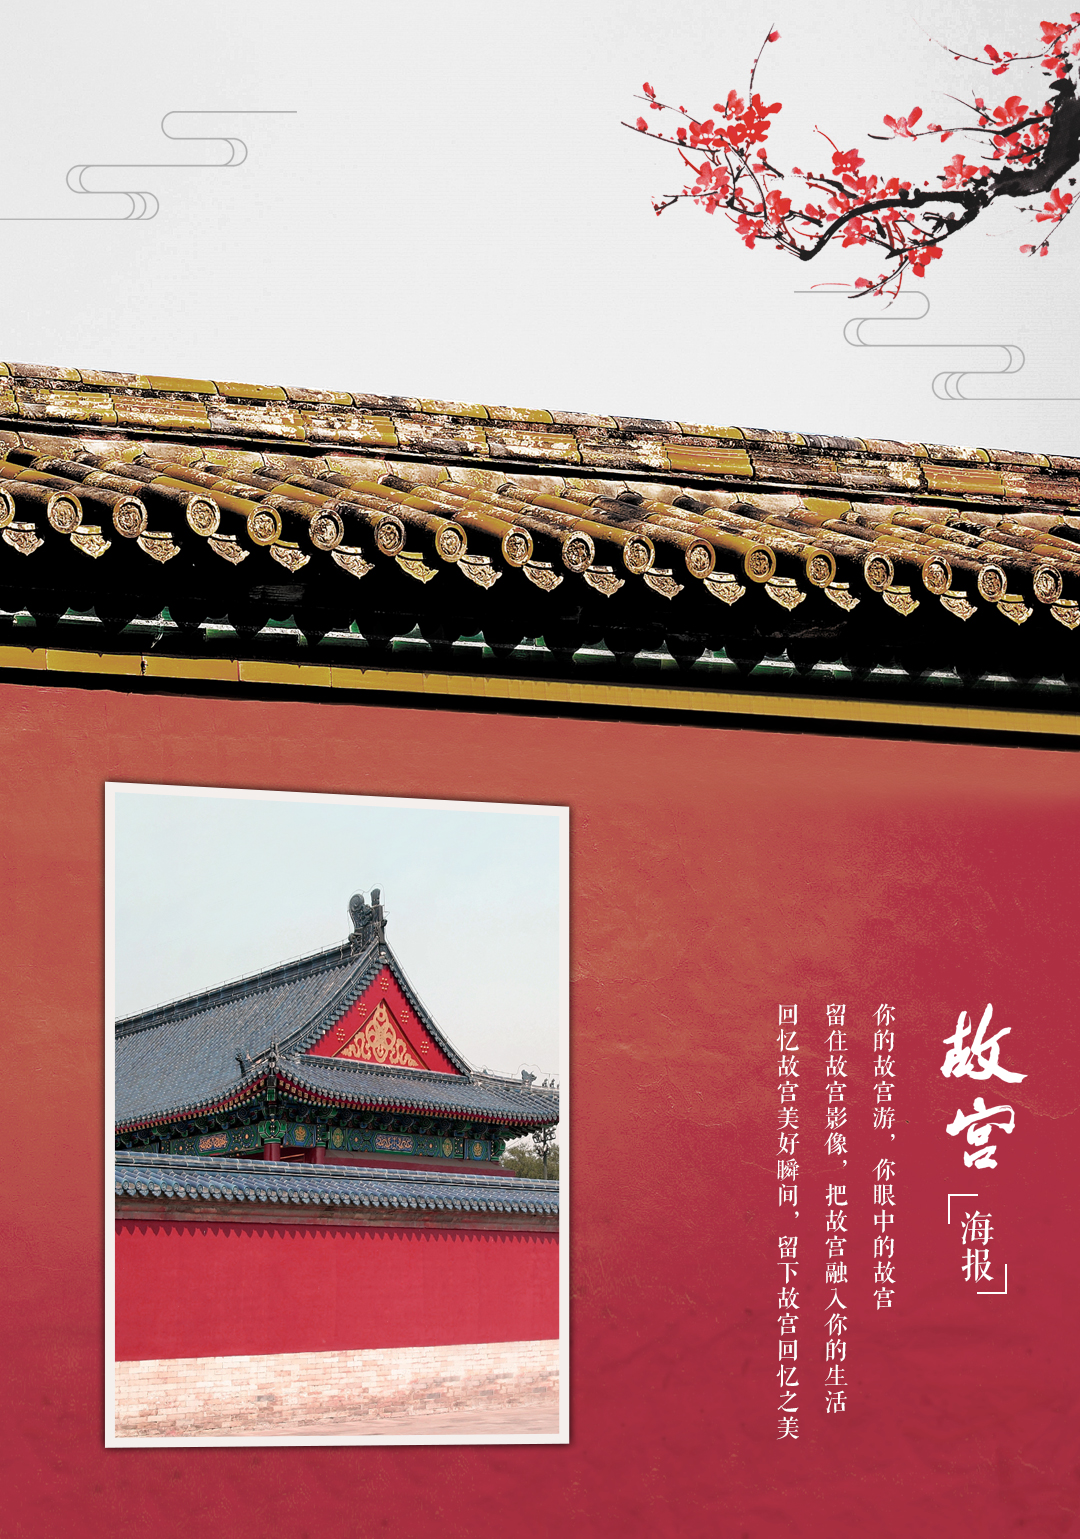 故宫
海报
你的故宫游，你眼中的故宫
留住故宫影像，把故宫融入你的生活
回忆故宫美好瞬间，留下故宫回忆之美